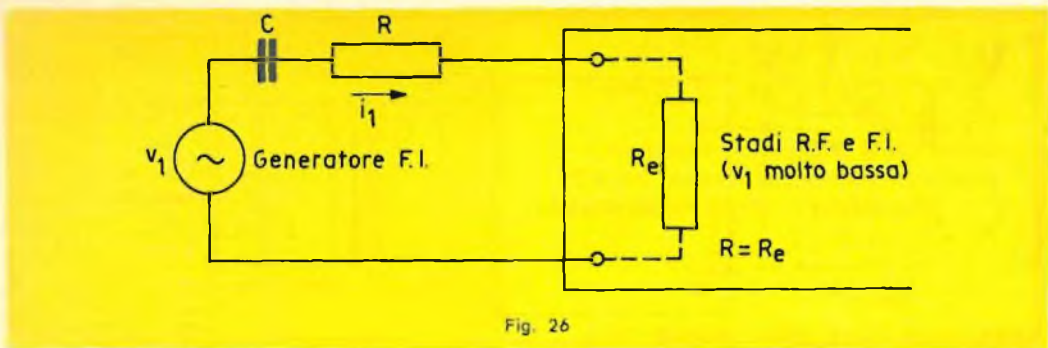 C
R
i1
v1
Generatore F.I.
Re
Stadi R.F. e F.I.
(v1 molto bassa)
R = Re
Fig. 26